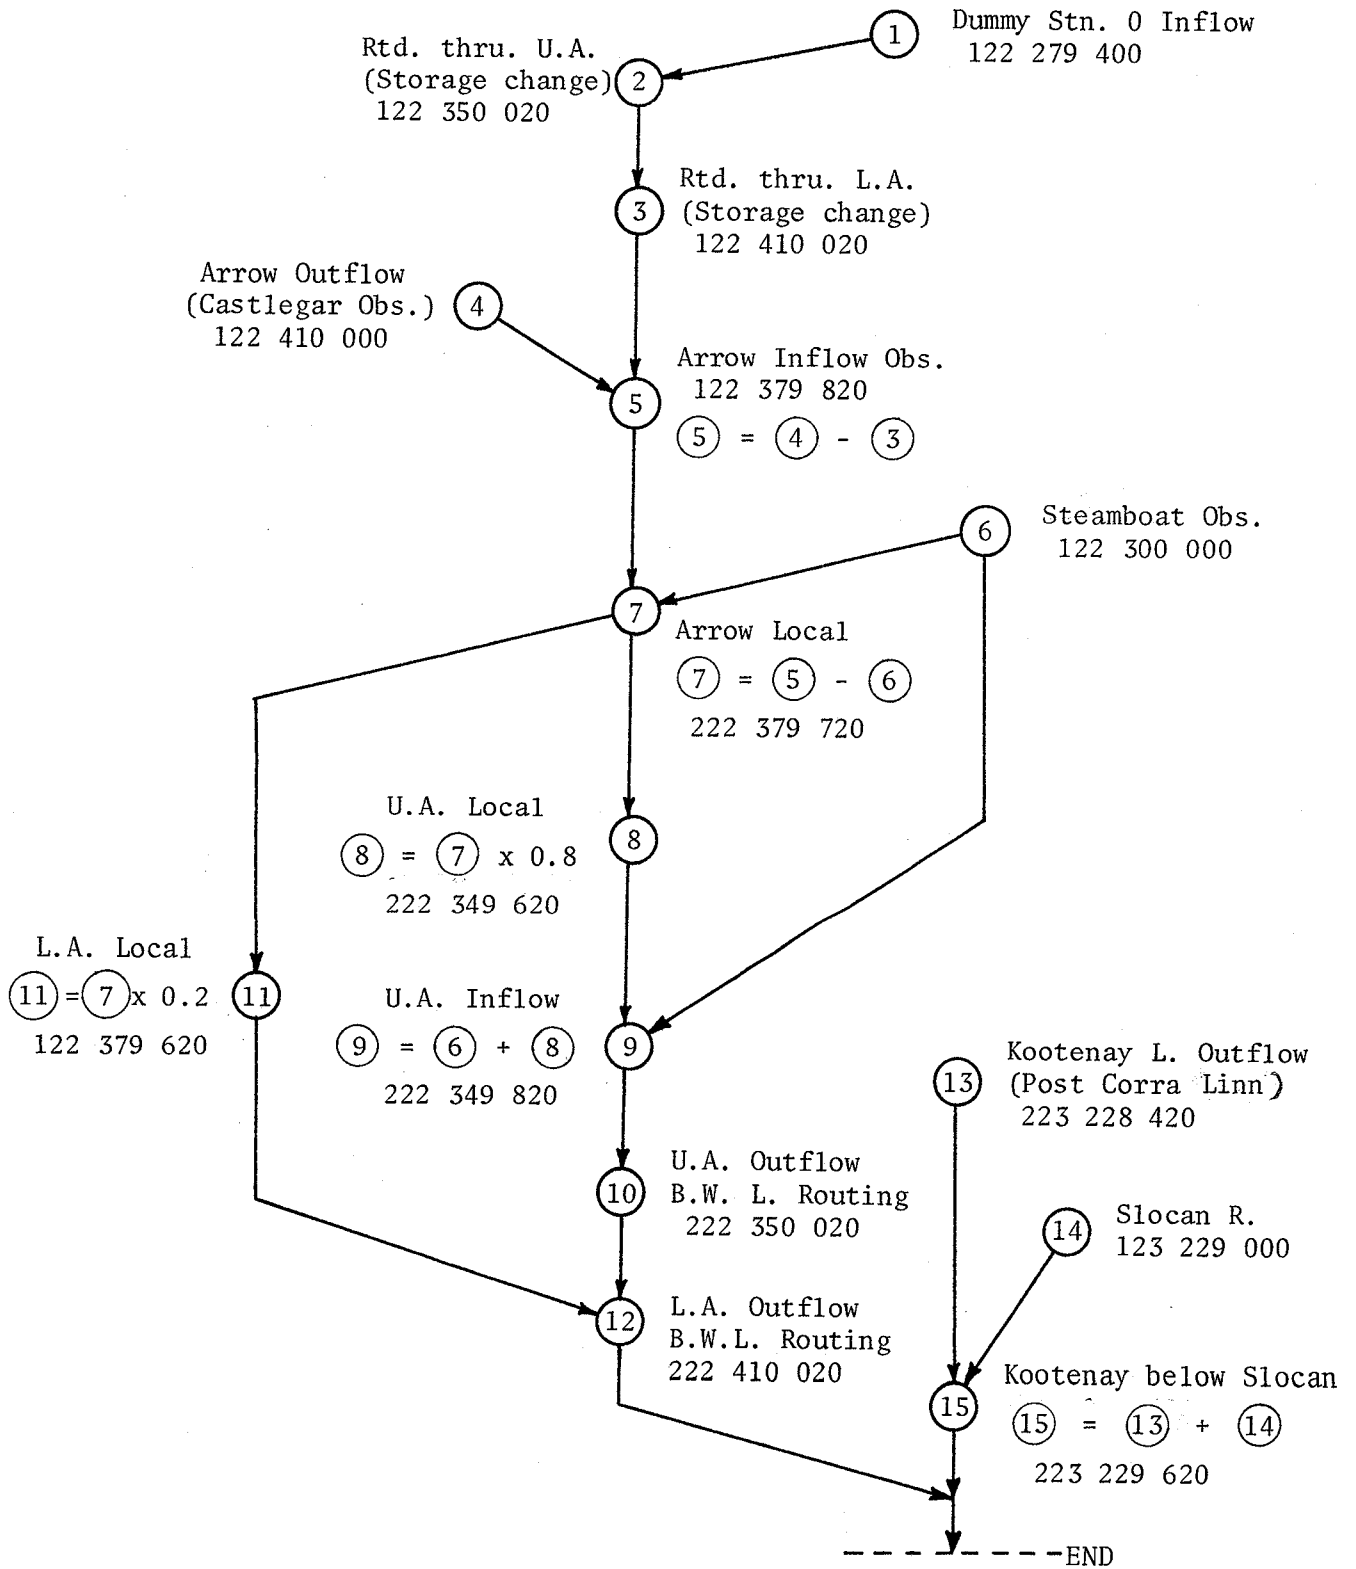 1
Dummy Stn. 0 Inflow
122 279 400
Rtd. thru. U.A.
(Storage change)
122 350 020
2
3
Rtd. thru. L.A.
(Storage change)
122 410 020
Arrow Outflow
(Castlegar Obs.)
122 410 000
4
5
Arrow Inflow Obs.
122 379 820
5 = 4 - 3
6
Steamboat Obs.
122 300 000
7
Arrow Local
7 = 5 - 6
222 379 720
U.A. Local
8 = 7 x 0.8
222 349 620
8
L.A. Local
11 = 7 x 0.2
122 379 620
11
U.A. Inflow
9 = 6 + 8
222 349 820
9
13
Kootenay L. Outflow
(Post Corra Linn)
223 228 420
10
U.A. Outflow
B.W. L. Routing
222 350 020
14
Slocan R.
123 229 000
12
L.A. Outflow
B.W.L. Routing
222 410 020
15
Kootenay below Slocan
15 = 13 + 14
223 229 620
END